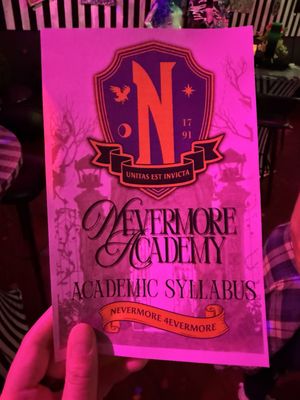 N
17
91
UNITAS EST INVICTA
NEVERMORE
ACADEMY
ACADEMIC SYLLABUS
NEVERMORE 4EVERMORE